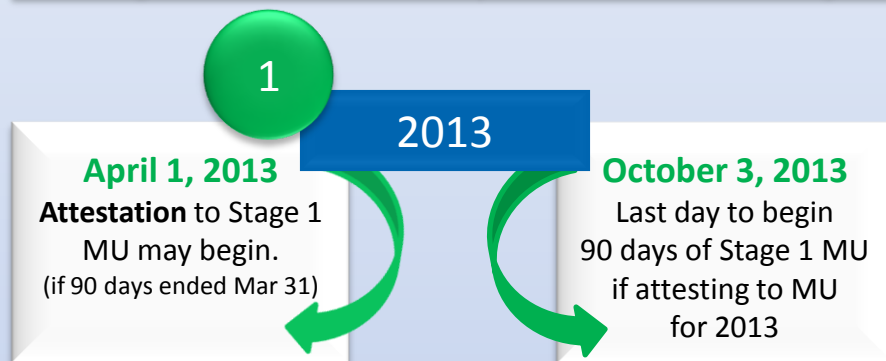 1
2013
April 1, 2013
Attestation to Stage 1
MU may begin.
(if 90 days ended Mar 31)
October 3, 2013
Last day to begin
90 days of Stage 1 MU
if attesting to MU
for 2013